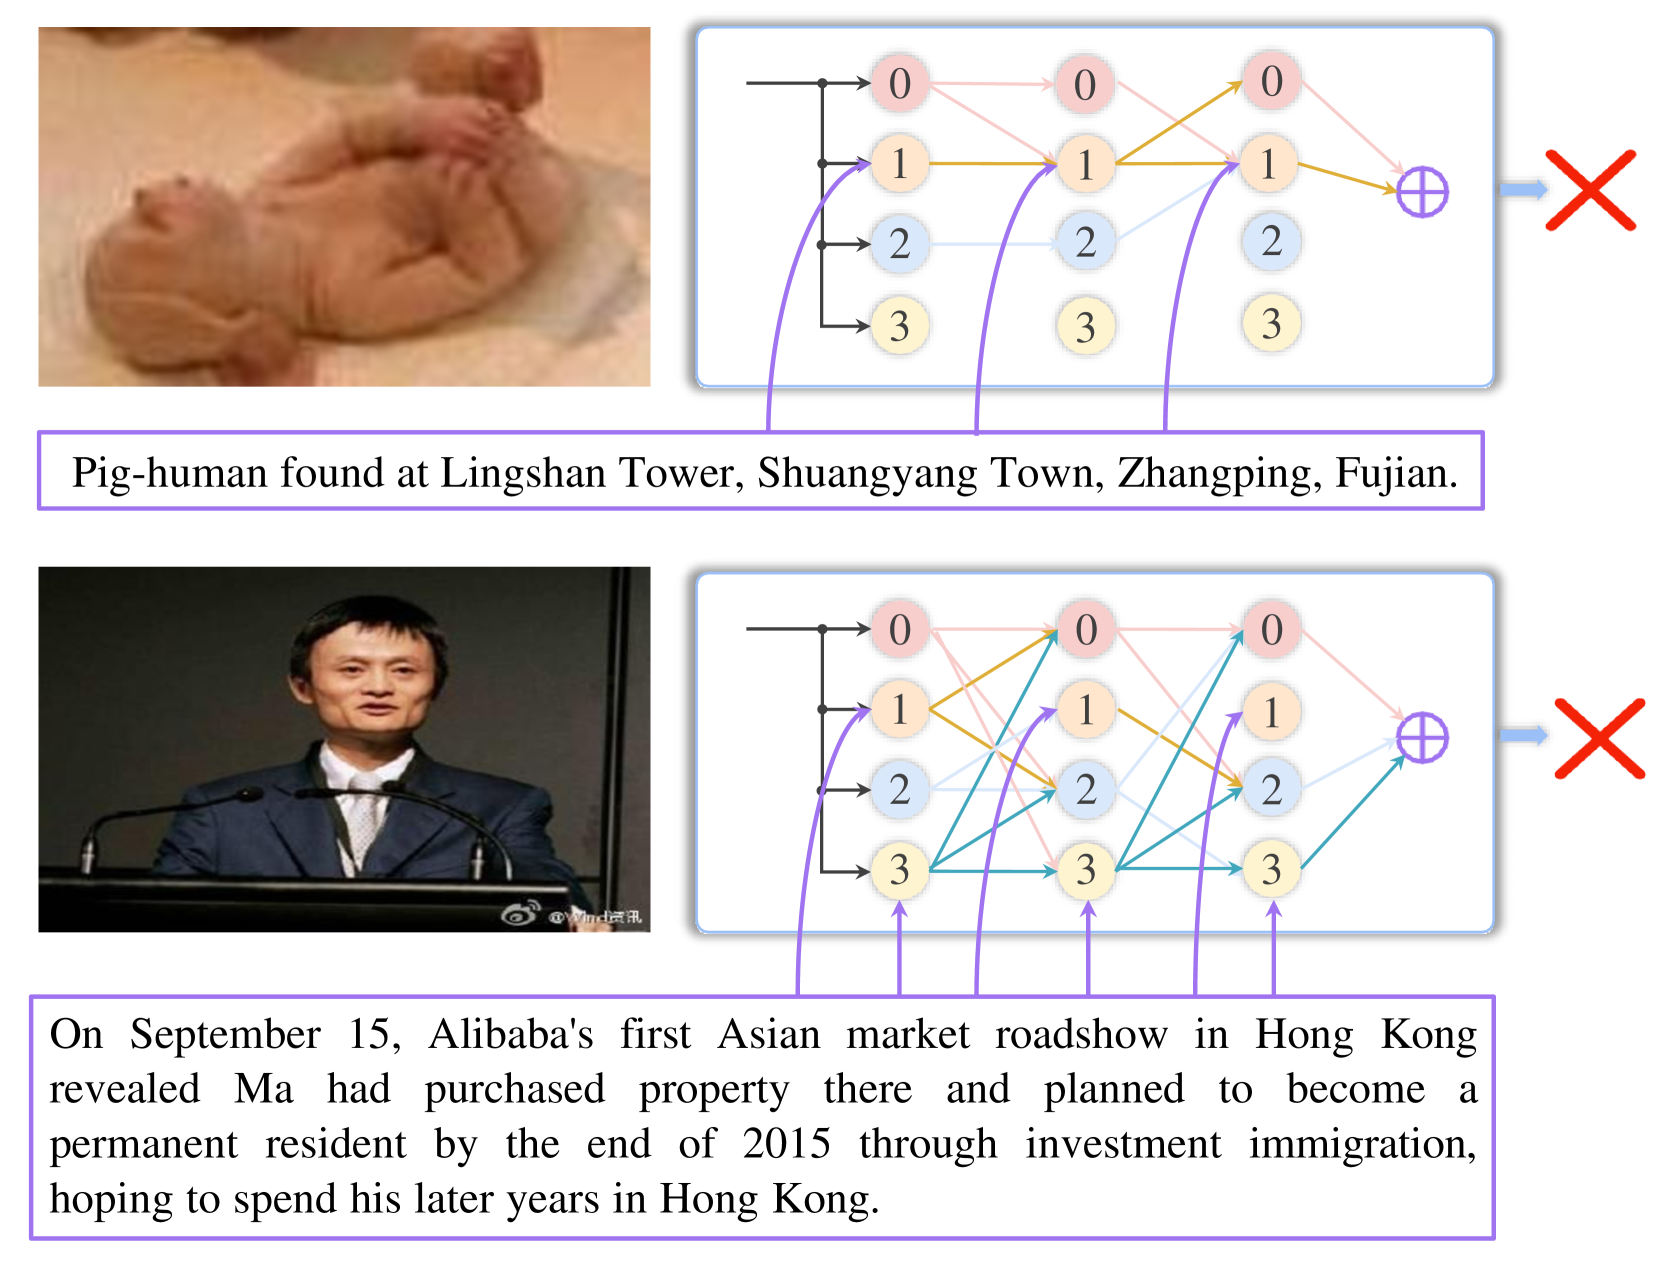 0 0 0
1 1 1
2 2 2
3 3 3
Pig-human found at Lingshan Tower, Shuangyang Town, Zhangping, Fujian.
0 0 0
1 1 1
2 2 2
3 3 3
@Wind资讯
On September 15, Alibaba's first Asian market roadshow in Hong Kong
revealed Ma had purchased property there and planned to become a
permanent resident by the end of 2015 through investment immigration,
hoping to spend his later years in Hong Kong.